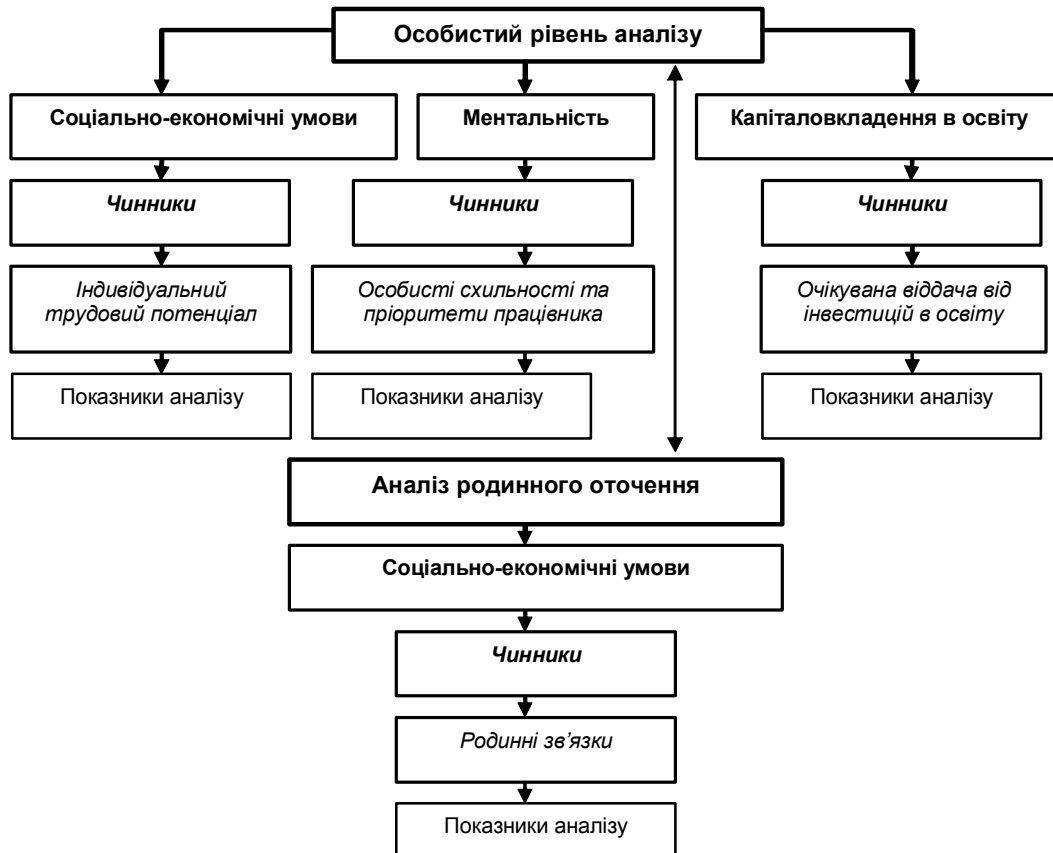 Особистий рівень аналізу
Соціально-економічні умови
Ментальність
Капіталовкладення в освіту
Чинники
Чинники
Чинники
Індивідуальний
трудовий потенціал
Особисті схильності та
пріоритети працівника
Очікувана віддача від
інвестицій в освіту
Показники аналізу
Показники аналізу
Показники аналізу
Аналіз родинного оточення
Соціально-економічні умови
Чинники
Родинні зв’язки
Показники аналізу